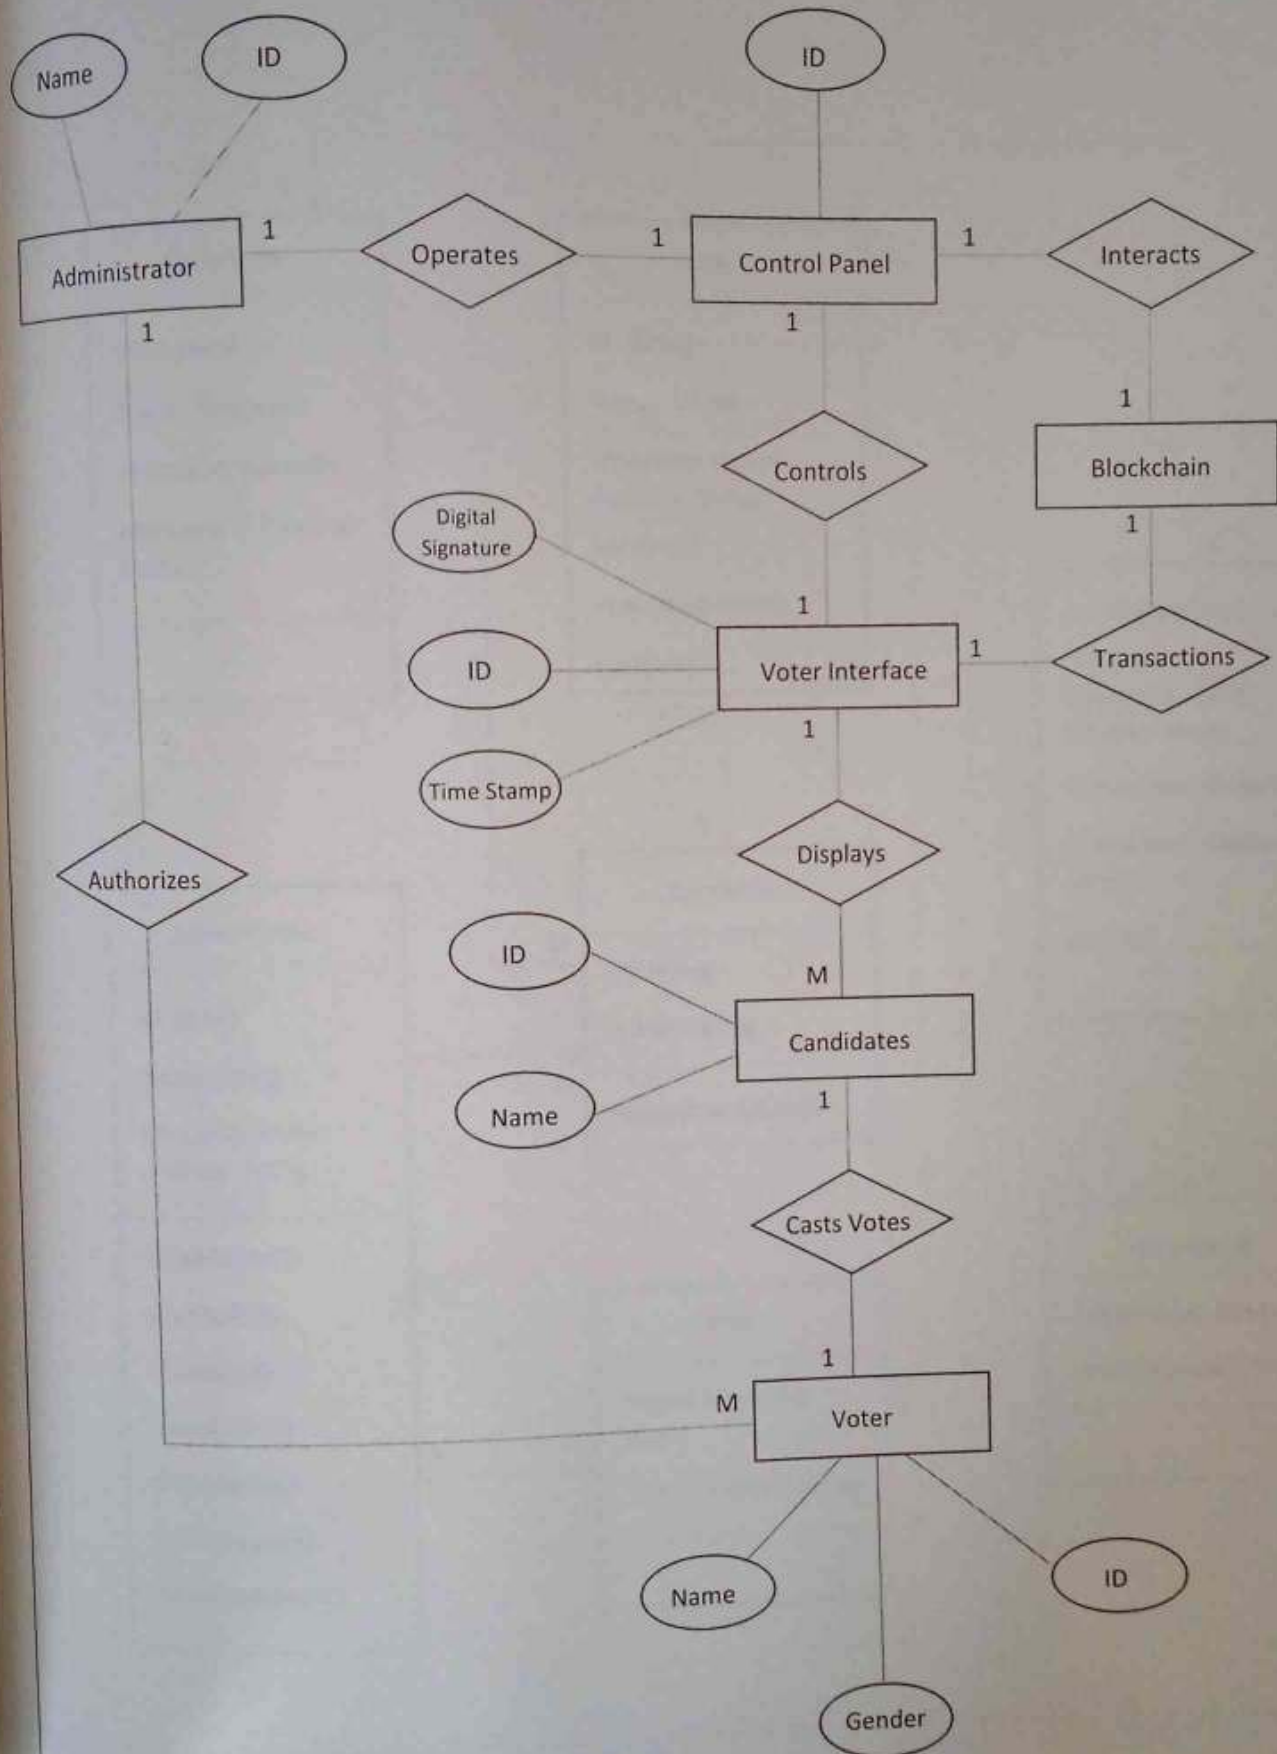 Name
ID
ID
Administrator
1
Operates
1
Control Panel
1
Interacts
1
1
1
Controls
Blockchain
1
Digital
Signature
1
ID
Voter Interface
1
Transactions
1
Time Stamp
Displays
Authorizes
ID
M
Candidates
Name
1
Casts Votes
1
M
Voter
Name
ID
Gender